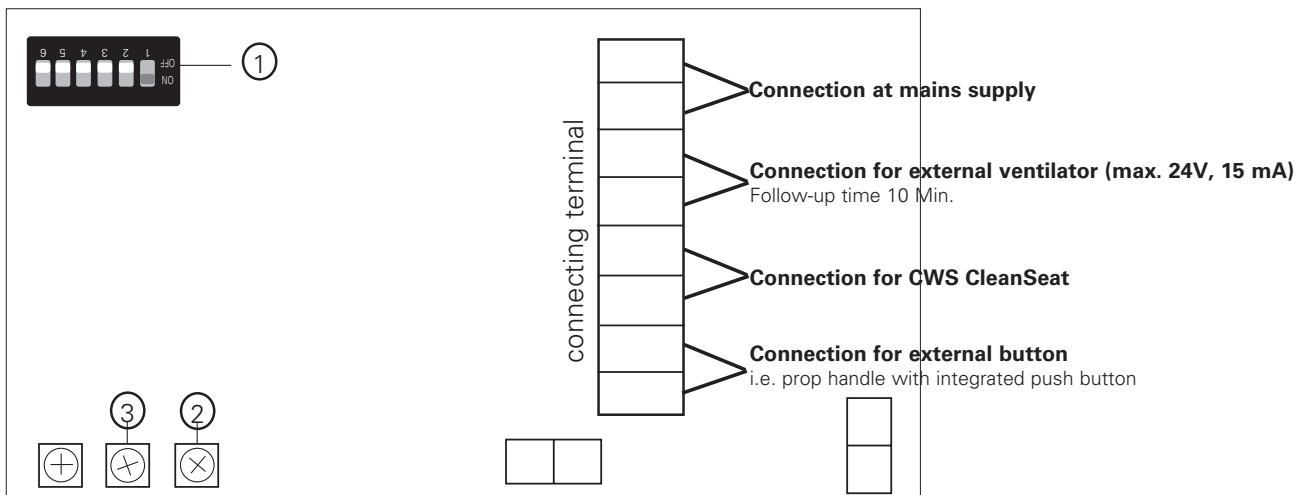 6 5 4 3 2 1
OFF
ON
1
connecting terminal
Connection at mains supply
Connection for external ventilator (max. 24V, 15 mA)
Follow-up time 10 Min.
Connection for CWS CleanSeat
Connection for external button
i.e. prop handle with integrated push button
3
2